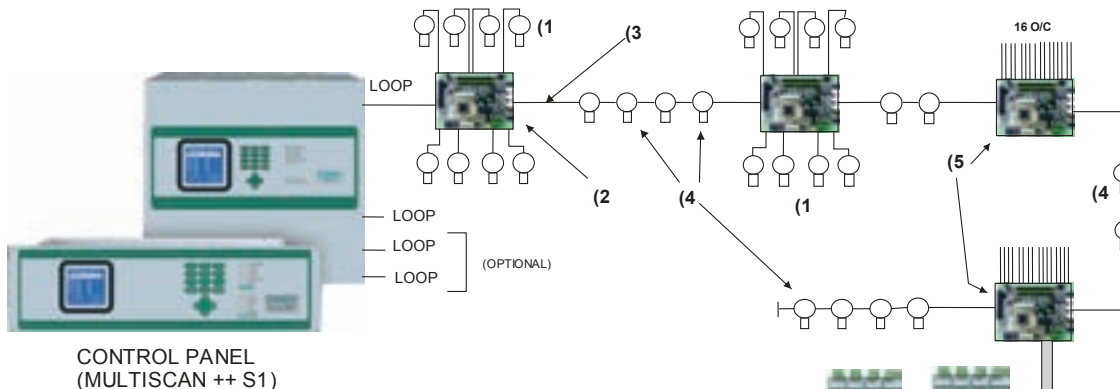 (1
(3
16 O/C
LOOP
(2
(4
(1
(5
(4
LOOP
LOOP
(OPTIONAL)
LOOP
CONTROL PANEL
(MULTISCAN ++ S1)